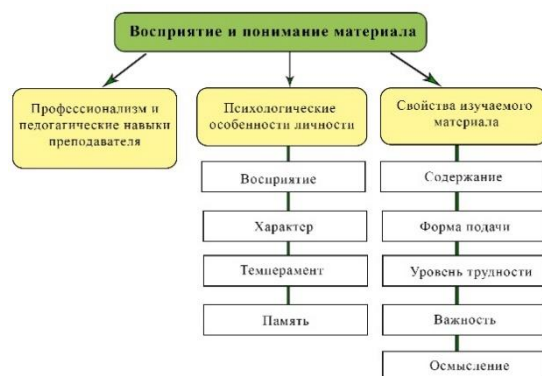 Восприятие и понимание материала
Профессионализм и
педогатические навыки
преподавателя
Психологические
особенности личности
Восприятие
Характер
Темперамент
Память
Свойства изучаемого
материала
Содержание
Форма подачи
Уровень трудности
Важность
Осмысление